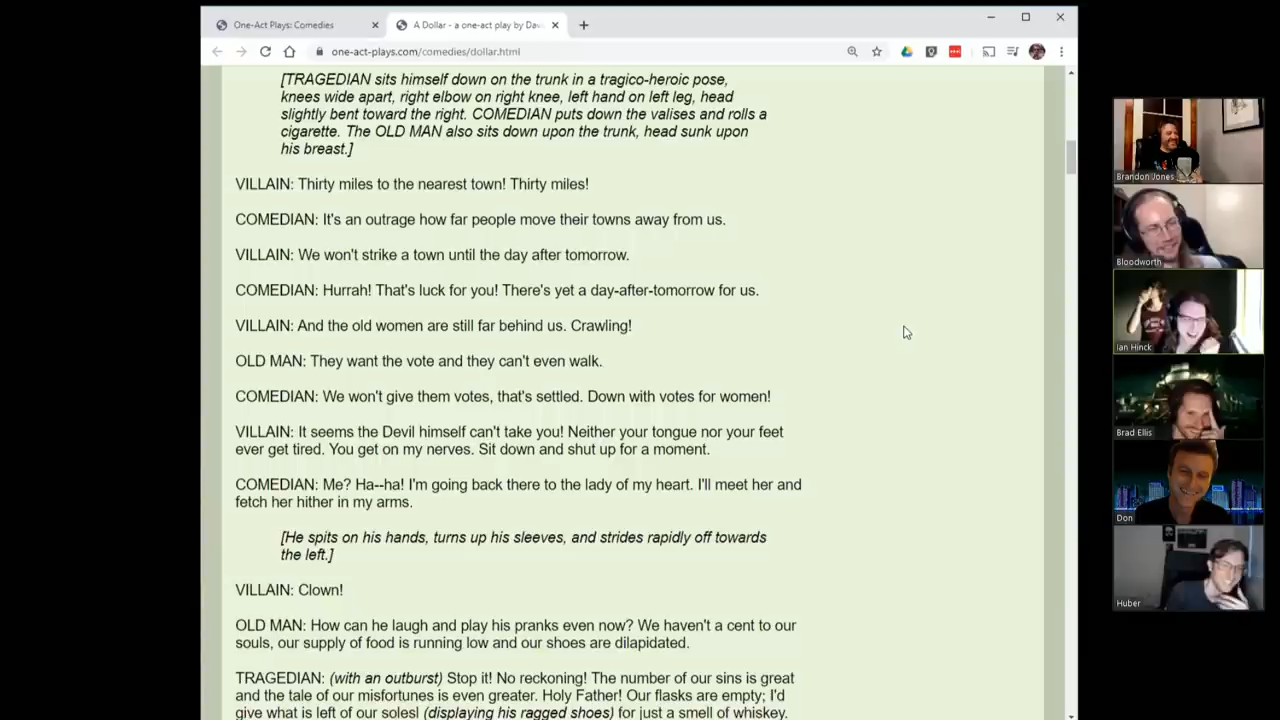 One-Act Plays: Comedies
A Dollar - a one-act play by Dav
one-act-plays.com/comedies/dollar.html
[TRAGEDIAN sits himself down on the trunk in a tragico-heroic pose,
knees wide apart, right elbow on right knee, left hand on left leg, head
slightly bent toward the right. COMEDIAN puts down the valises and rolls a
cigarette. The OLD MAN also sits down upon the trunk, head sunk upon
his breast.]
VILLAIN: Thirty miles to the nearest town! Thirty miles!
COMEDIAN: It's an outrage how far people move their towns away from us.
VILLAIN: We won't strike a town until the day after tomorrow.
COMEDIAN: Hurrah! That's luck for you! There's yet a day-after-tomorrow for us.
VILLAIN: And the old women are still far behind us. Crawling!
OLD MAN: They want the vote and they can't even walk.
COMEDIAN: We won't give them votes, that's settled. Down with votes for women!
VILLAIN: It seems the Devil himself can't take you! Neither your tongue nor your feet
ever get tired. You get on my nerves. Sit down and shut up for a moment.
COMEDIAN: Me? Ha--ha! I'm going back there to the lady of my heart. I'll meet her and
fetch her hither in my arms.
[He spits on his hands, turns up his sleeves, and strides rapidly off towards
the left.]
VILLAIN: Clown!
OLD MAN: How can he laugh and play his pranks even now? We haven't a cent to our
souls, our supply of food is running low and our shoes are dilapidated.
TRAGEDIAN: (with an outburst) Stop it! No reckoning! The number of our sins is great
and the tale of our misfortunes is even greater. Holy Father! Our flasks are empty; I'd
give what is left of our soles! (displaying his ragged shoes) for just a smell of whiskey.
Brandon Jones
Bloodworth
Ian Hinck
Brad Ellis
Don
Huber